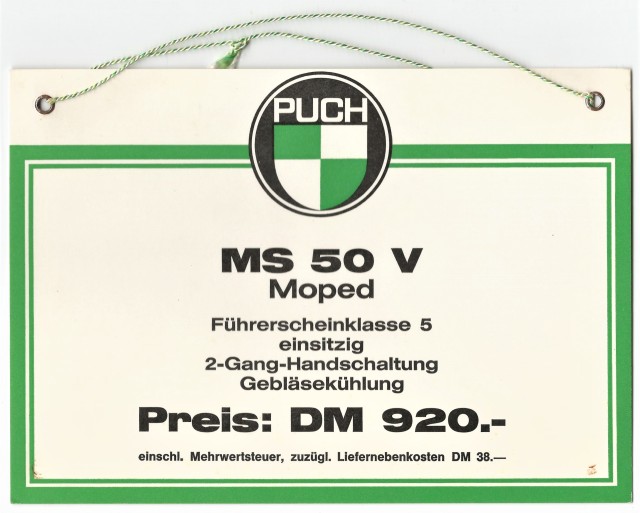 PUCH
MS 50 V
Moped
Führerscheinklasse 5
einsitzig
2-Gang-Handschaltung
Gebläsekühlung
Preis: DM 920.-
einschl. Mehrwertsteuer, zuzügl. Liefernebenkosten DM 38.—